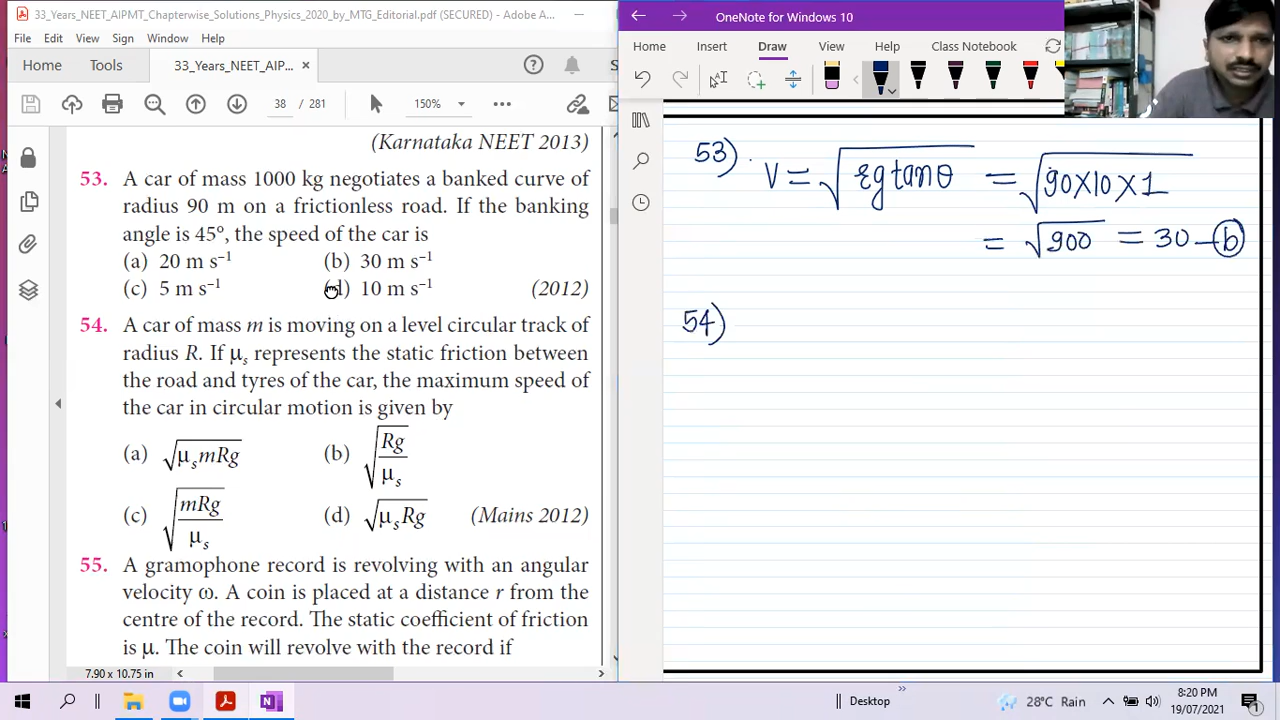 33_Years_NEET_AIPMT_Chapterwise_Solutions_Physics_2020_by_MTG_Editorial.pdf (SECURED) - Adobe A...
File Edit View Sign Window Help
Home Tools 33_Years_NEET_AIP... ×
38 / 281 150%
(Karnataka NEET 2013)
53. A car of mass 1000 kg negotiates a banked curve of
radius 90 m on a frictionless road. If the banking
angle is 45°, the speed of the car is
(a) 20 m s⁻¹ (b) 30 m s⁻¹
(c) 5 m s⁻¹ (d) 10 m s⁻¹ (2012)
54. A car of mass m is moving on a level circular track of
radius R. If μₛ represents the static friction between
the road and tyres of the car, the maximum speed of
the car in circular motion is given by
(a) √μₛmRg (b) √Rg/μₛ
(c) √mRg/μₛ (d) √μₛRg (Mains 2012)
55. A gramophone record is revolving with an angular
velocity ω. A coin is placed at a distance r from the
centre of the record. The static coefficient of friction
is μ. The coin will revolve with the record if
7.90 x 10.75 in
OneNote for Windows 10
Home Insert Draw View Help Class Notebook
53) V = √rg tanθ = √90×10×1
= √900 = 30 – b
54)
Desktop
28°C Rain
8:20 PM
19/07/2021